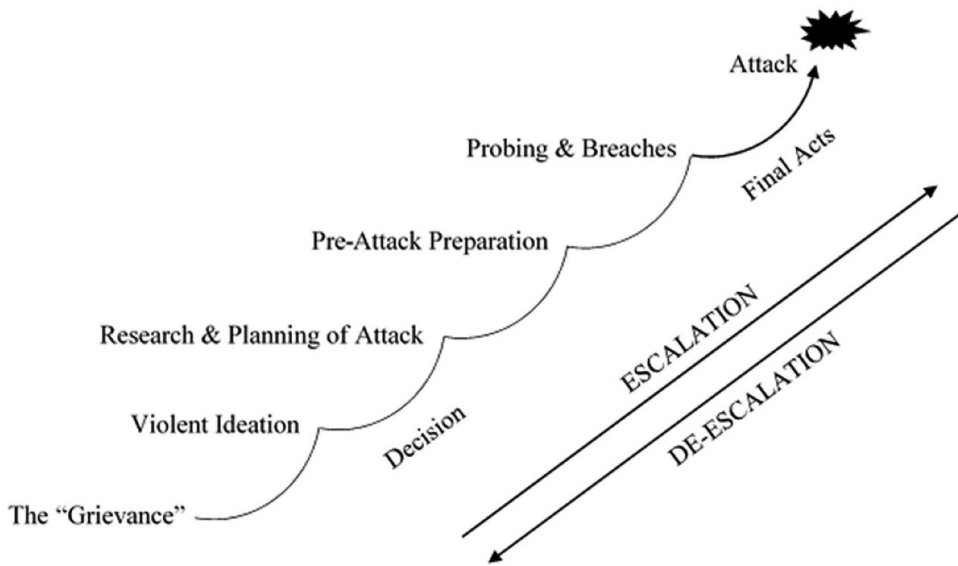 Attack
Final Acts
Probing & Breaches
Pre-Attack Preparation
ESCALATION
DE-ESCALATION
Research & Planning of Attack
Decision
Violent Ideation
The “Grievance”